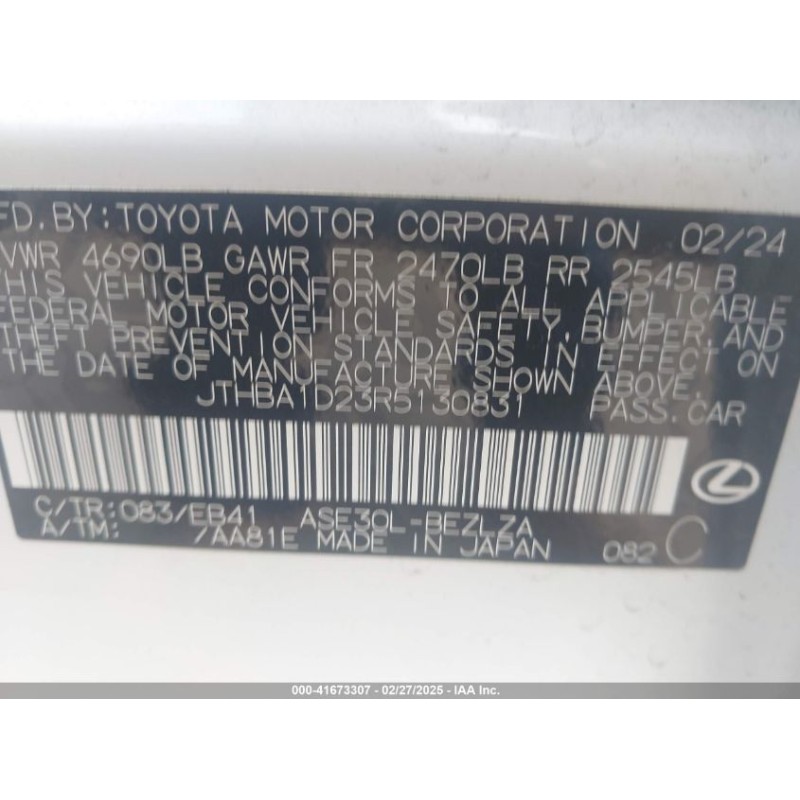 FD. BY: TOYOTA MOTOR CORPORATION 02/24
VWR 4690LB GAWR FR 2470LB RR 2545LB
HIS VEHICLE CONFORMS TO ALL APPLICABLE
FEDERAL MOTOR VEHICLE SAFETY, BUMPER, AND
THEFT PREVENTION STANDARDS IN EFFECT ON
THE DATE OF MANUFACTURE SHOWN ABOVE.
JTHBA1D23R5130831 PASS.CAR
C/TR: 083/EB41 ASE30L-BEZLZA
A/TM: /AA81E MADE IN JAPAN 082 C
000-41673307 - 02/27/2025 - IAA Inc.